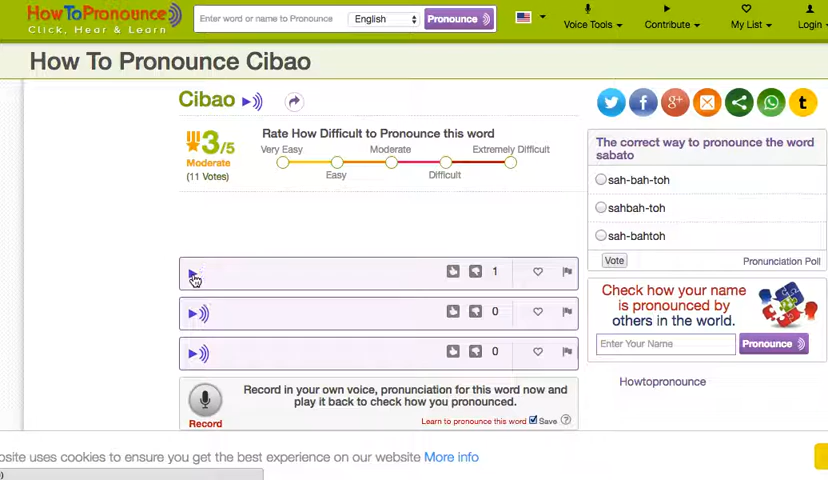 HowToPronounce
Click, Hear & Learn
Enter word or name to Pronounce
English
Pronounce
Voice Tools
Contribute
My List
Login
How To Pronounce Cibao
Cibao
3/5
Moderate
(11 Votes)
Rate How Difficult to Pronounce this word
Very Easy
Moderate
Extremely Difficult
Easy
Difficult
The correct way to pronounce the word
sabato
sah-bah-toh
sahbah-toh
sah-bahtoh
Vote
Pronunciation Poll
1
0
0
Check how your name
is pronounced by
others in the world.
Enter Your Name
Pronounce
Howtopronounce
Record
Record in your own voice, pronunciation for this word now and
play it back to check how you pronounced.
Learn to pronounce this word
Save
?
osite uses cookies to ensure you get the best experience on our website More info